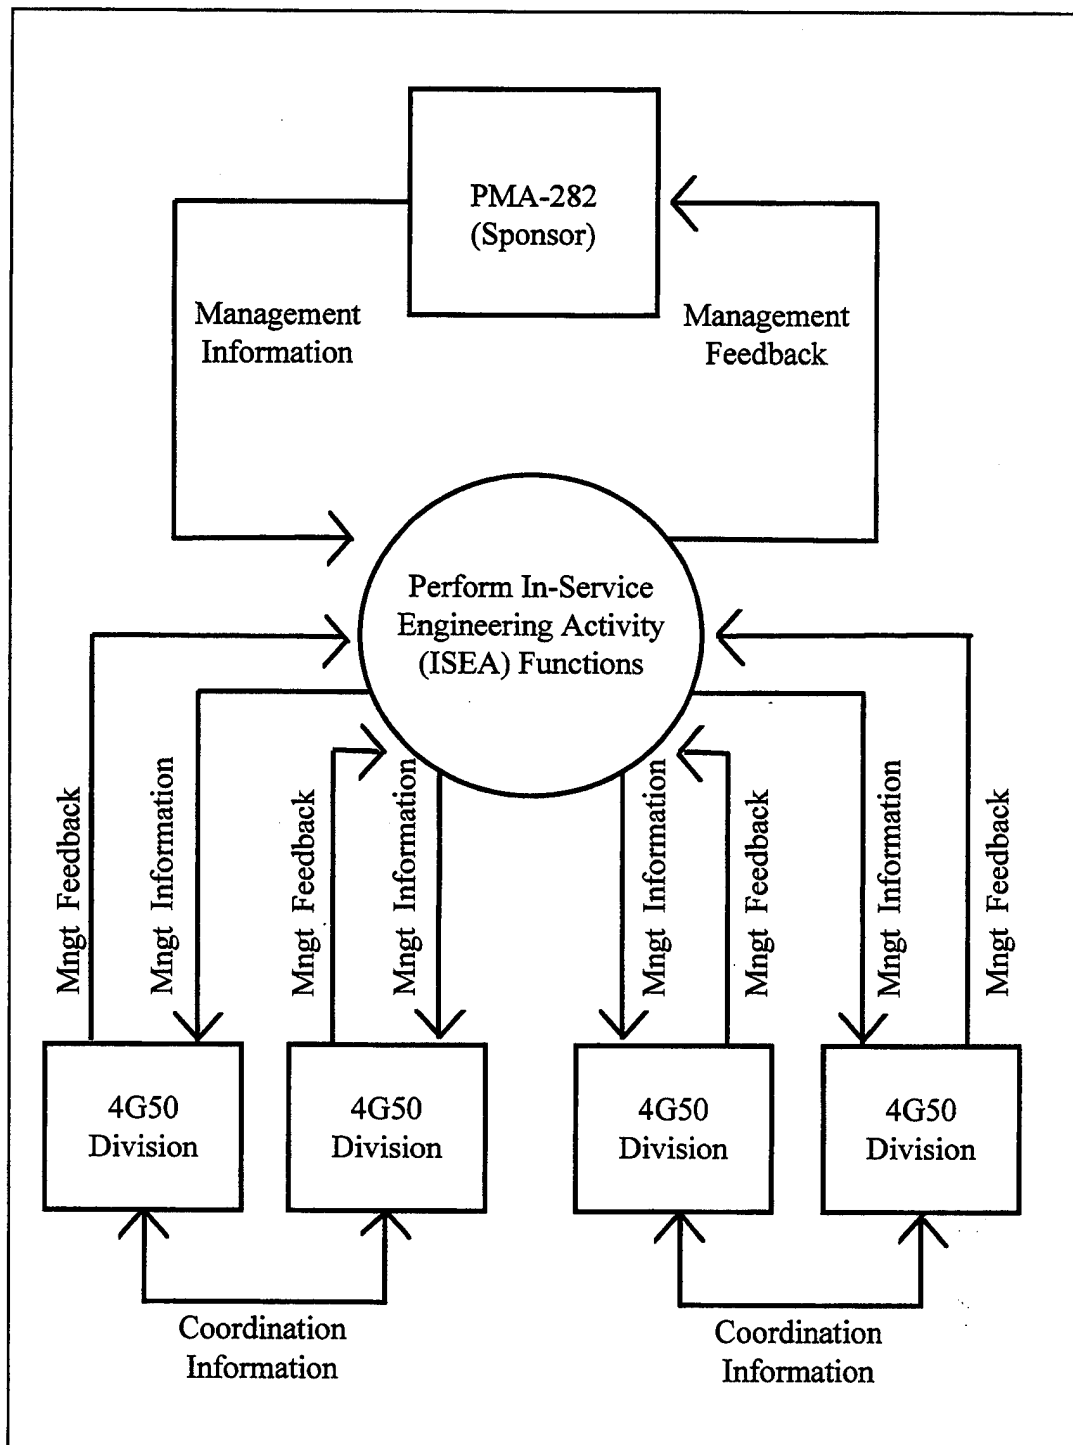 PMA-282
(Sponsor)
Management
Information
Management
Feedback
Perform In-Service
Engineering Activity
(ISEA) Functions
Mngt Feedback
Mngt Information
Mngt Feedback
Mngt Information
Mngt Information
Mngt Feedback
Mngt Information
Mngt Feedback
4G50
Division
4G50
Division
4G50
Division
4G50
Division
Coordination
Information
Coordination
Information